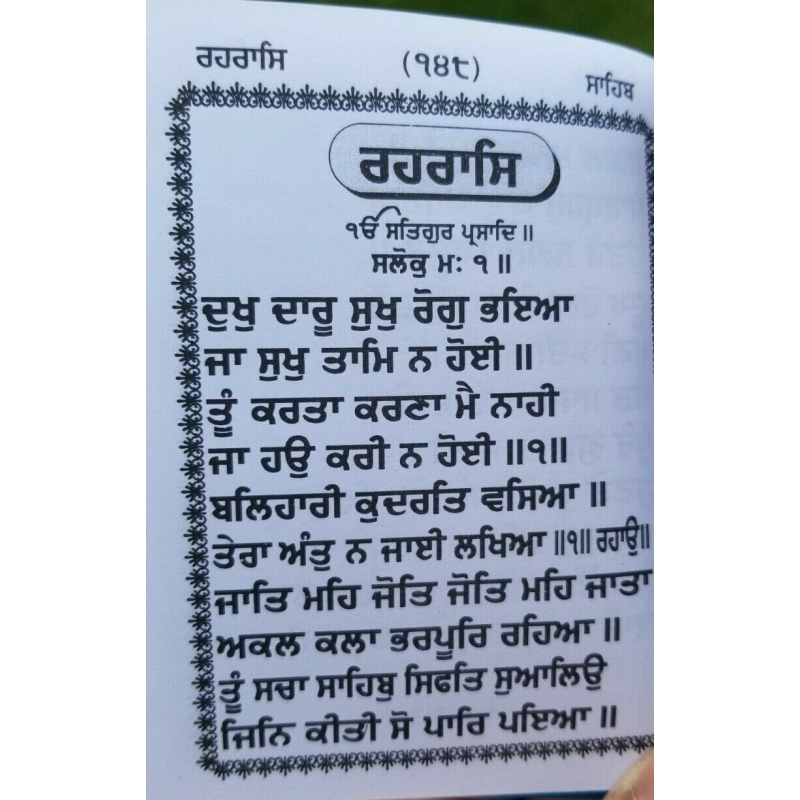 ਰਹਰਾਸਿ (੧੪੮) ਸਾਹਿਬ
ਰਹਰਾਸਿ
ੴ ਸਤਿਗੁਰ ਪ੍ਰਸਾਦਿ ॥
ਸਲੋਕੁ ਮਃ ੧ ॥
ਦੁਖੁ ਦਾਰੂ ਸੁਖੁ ਰੋਗੁ ਭਇਆ
ਜਾ ਸੁਖੁ ਤਾਮਿ ਨ ਹੋਈ ॥
ਤੂੰ ਕਰਤਾ ਕਰਣਾ ਮੈ ਨਾਹੀ
ਜਾ ਹਉ ਕਰੀ ਨ ਹੋਈ ॥੧॥
ਬਲਿਹਾਰੀ ਕੁਦਰਤਿ ਵਸਿਆ ॥
ਤੇਰਾ ਅੰਤੁ ਨ ਜਾਈ ਲਖਿਆ ॥੧॥ ਰਹਾਉ॥
ਜਾਤਿ ਮਹਿ ਜੋਤਿ ਜੋਤਿ ਮਹਿ ਜਾਤਾ
ਅਕਲ ਕਲਾ ਭਰਪੂਰਿ ਰਹਿਆ ॥
ਤੂੰ ਸਚਾ ਸਾਹਿਬੁ ਸਿਫਤਿ ਸੁਆਲਿਉ
ਜਿਨਿ ਕੀਤੀ ਸੋ ਪਾਰਿ ਪਇਆ ॥